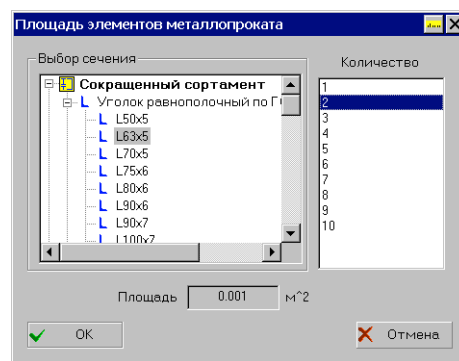 Площадь элементов металлопроката
Выбор сечения
Количество
Сокращенный сортамент
Уголок равнополочный по Г
L50x5
L63x5
L70x5
L75x6
L80x6
L90x6
L90x7
L100x7
1
2
3
4
5
6
7
8
9
10
Площадь 0.001 м^2
OK
Отмена